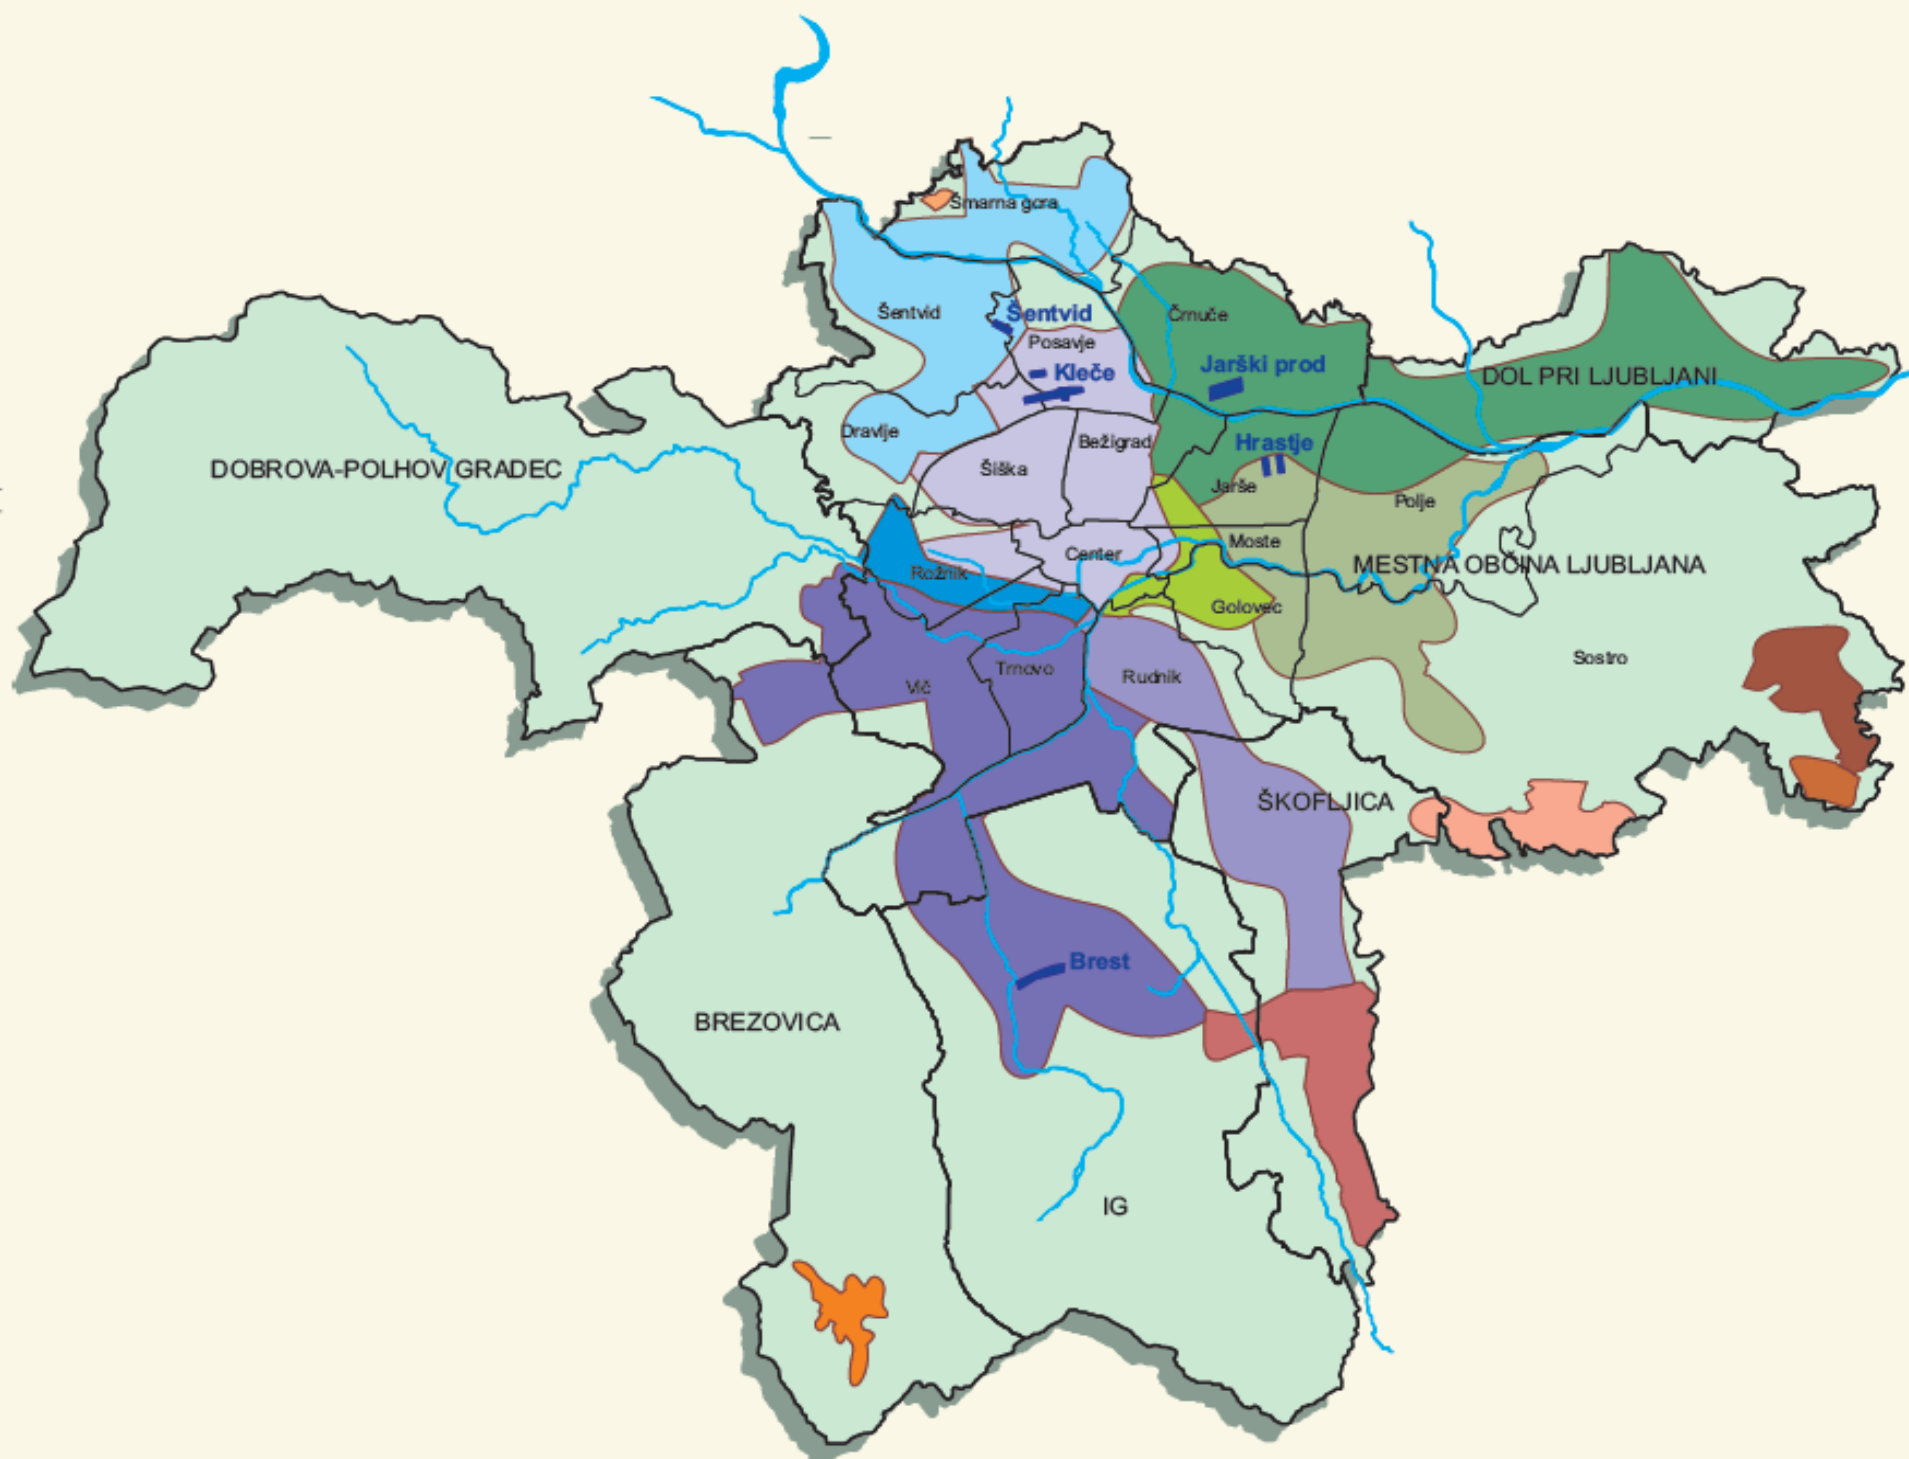 Šmarna gora
Šentvid
Šentvid
Črnuče
Posavje
Kleče
Jarški prod
DOL PRI LJUBLJANI
Dravlje
Bežigrad
Hrastje
DOBROVA-POLHOV GRADEC
Šiška
Jarše
Polje
Center
Moste
MESTNA OBČINA LJUBLJANA
Rožnik
Golovec
Sostro
Trnovo
Rudnik
Vič
ŠKOFLJICA
Brest
BREZOVICA
IG